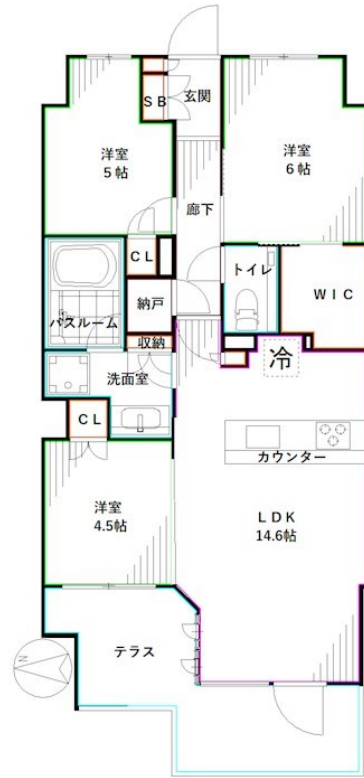 SB
玄関
洋室
5帖
洋室
6帖
廊下
CL
トイレ
納戸
WIC
バスルーム
収納
洗面室
冷
CL
カウンター
洋室
4.5帖
LDK
14.6帖
テラス
N